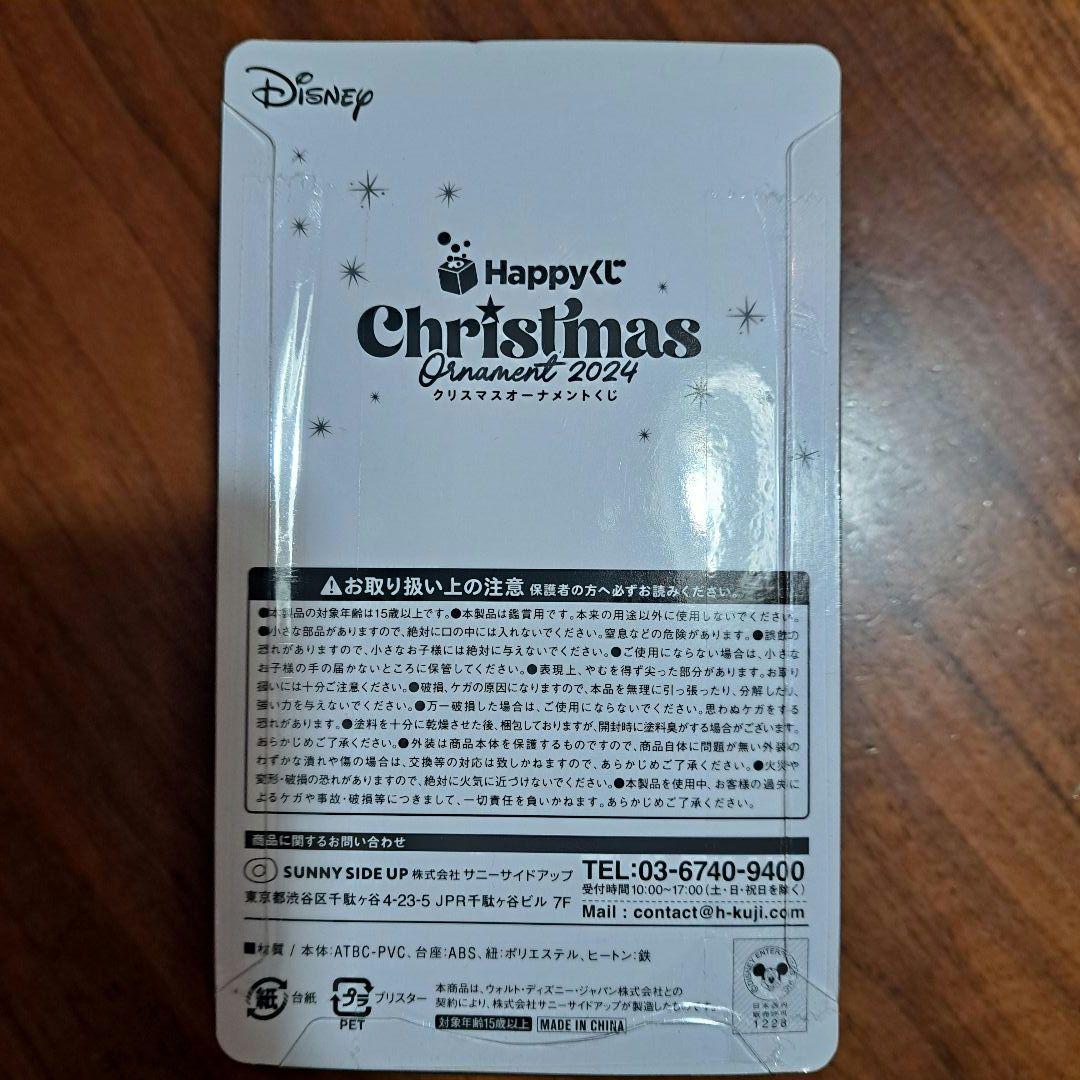 Disney
Happyくじ
Christmas
Ornament 2024
クリスマスオーナメントくじ
お取り扱い上の注意 保護者の方へ必ずお読みください。
●本製品の対象年齢は15歳以上です。●本製品は鑑賞用です。本来の用途以外に使用しないでください。
●小さな部品がありますので、絶対に口の中には入れないでください。窒息などの危険があります。●誤飲の
恐れがありますので、小さなお子様には絶対に与えないでください。●ご使用にならない場合は、小さな
お子様の手の届かないところに保管してください。●表現上、やむを得ず尖った部分があります。お取り
扱いには十分ご注意ください。●破損、ケガの原因になりますので、本品を無理に引っ張ったり、分解したり、
強い力を与えないでください。●万一破損した場合は、ご使用にならないでください。思わぬケガをする
恐れがあります。●塗料を十分に乾燥させた後、梱包しておりますが、開封時に塗料臭がする場合がございます。
あらかじめご了承ください。●外装は商品本体を保護するものですので、商品自体に問題が無い外装の
わずかな潰れや傷の場合は、交換等の対応は致しかねますので、あらかじめご了承ください。●火災や
変形・破損の恐れがありますので、絶対に火気に近づけないでください。●本製品を使用中、お客様の過失に
よるケガや事故・破損等につきまして、一切責任を負いかねます。あらかじめご了承ください。
商品に関するお問い合わせ
SUNNY SIDE UP 株式会社 サニーサイドアップ
東京都渋谷区千駄ヶ谷4-23-5 JPR千駄ヶ谷ビル 7F
TEL:03-6740-9400
受付時間10:00~17:00(土・日・祝日を除く)
Mail : contact@h-kuji.com
■材質 / 本体:ATBC-PVC、台座:ABS、紐:ポリエステル、ヒートン:鉄
紙 台紙
プラ ブリスター
PET
本商品は、ウォルト・ディズニー・ジャパン株式会社との
契約により、株式会社サニーサイドアップが製造したものです。
対象年齢15歳以上 MADE IN CHINA
日本国内
販売許可
1228